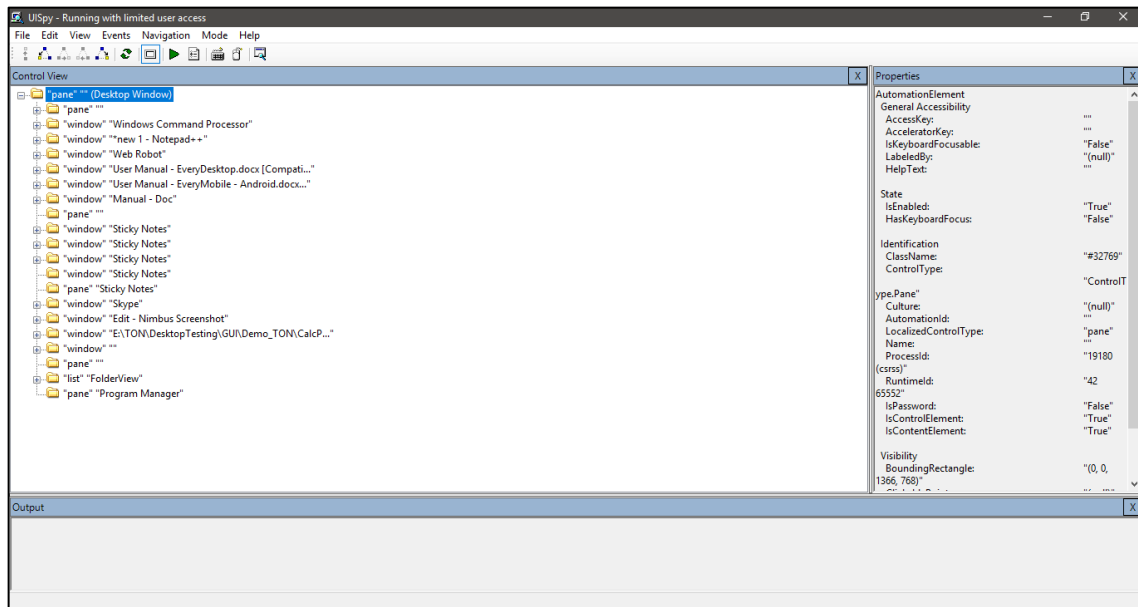 UISpy - Running with limited user access
File Edit View Events Navigation Mode Help
Control View X
"pane" "" (Desktop Window)
"pane" ""
"window" "Windows Command Processor"
"window" "*new 1 - Notepad++"
"window" "Web Robot"
"window" "User Manual - EveryDesktop.docx [Compati..."
"window" "User Manual - EveryMobile - Android.docx..."
"window" "Manual - Doc"
"pane" ""
"window" "Sticky Notes"
"window" "Sticky Notes"
"window" "Sticky Notes"
"window" "Sticky Notes"
"pane" "Sticky Notes"
"window" "Skype"
"window" "Edit - Nimbus Screenshot"
"window" "E:\TON\DesktopTesting\GUI\Demo_TON\CalcP..."
"window" ""
"pane" ""
"list" "FolderView"
"pane" "Program Manager"
Properties X
AutomationElement
General Accessibility
AccessKey: ""
AcceleratorKey: ""
IsKeyboardFocusable: "False"
LabeledBy: "(null)"
HelpText: ""
State
IsEnabled: "True"
HasKeyboardFocus: "False"
Identification
ClassName: "#32769"
ControlType:
"ControlT
ype.Pane"
Culture: "(null)"
AutomationId: ""
LocalizedControlType: "pane"
Name: ""
ProcessId: "19180
(csrss)"
RuntimeId: "42
65552"
IsPassword: "False"
IsControlElement: "True"
IsContentElement: "True"
Visibility
BoundingRectangle: "(0, 0,
1366, 768)"
Output X